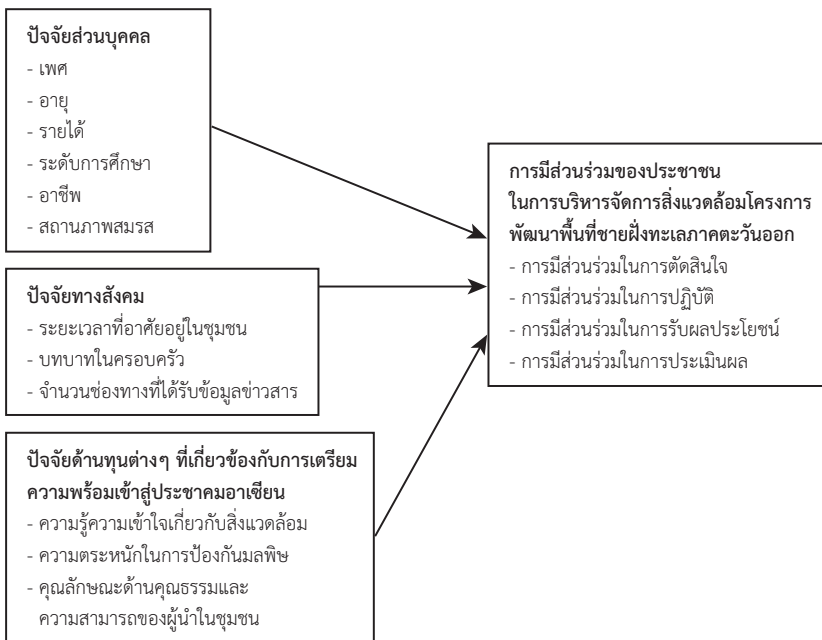 ปัจจัยส่วนบุคคล
- เพศ
- อายุ
- รายได้
- ระดับการศึกษา
- อาชีพ
- สถานภาพสมรส
ปัจจัยทางสังคม
- ระยะเวลาที่อาศัยอยู่ในชุมชน
- บทบาทในครอบครัว
- จำนวนช่องทางที่ได้รับข้อมูลข่าวสาร
ปัจจัยด้านทุนต่างๆ ที่เกี่ยวข้องกับการเตรียม
ความพร้อมเข้าสู่ประชาคมอาเซียน
- ความรู้ความเข้าใจเกี่ยวกับสิ่งแวดล้อม
- ความตระหนักในการป้องกันมลพิษ
- คุณลักษณะด้านคุณธรรมและ
ความสามารถของผู้นำในชุมชน
การมีส่วนร่วมของประชาชน
ในการบริหารจัดการสิ่งแวดล้อมโครงการ
พัฒนาพื้นที่ชายฝั่งทะเลภาคตะวันออก
- การมีส่วนร่วมในการตัดสินใจ
- การมีส่วนร่วมในการปฏิบัติ
- การมีส่วนร่วมในการรับผลประโยชน์
- การมีส่วนร่วมในการประเมินผล